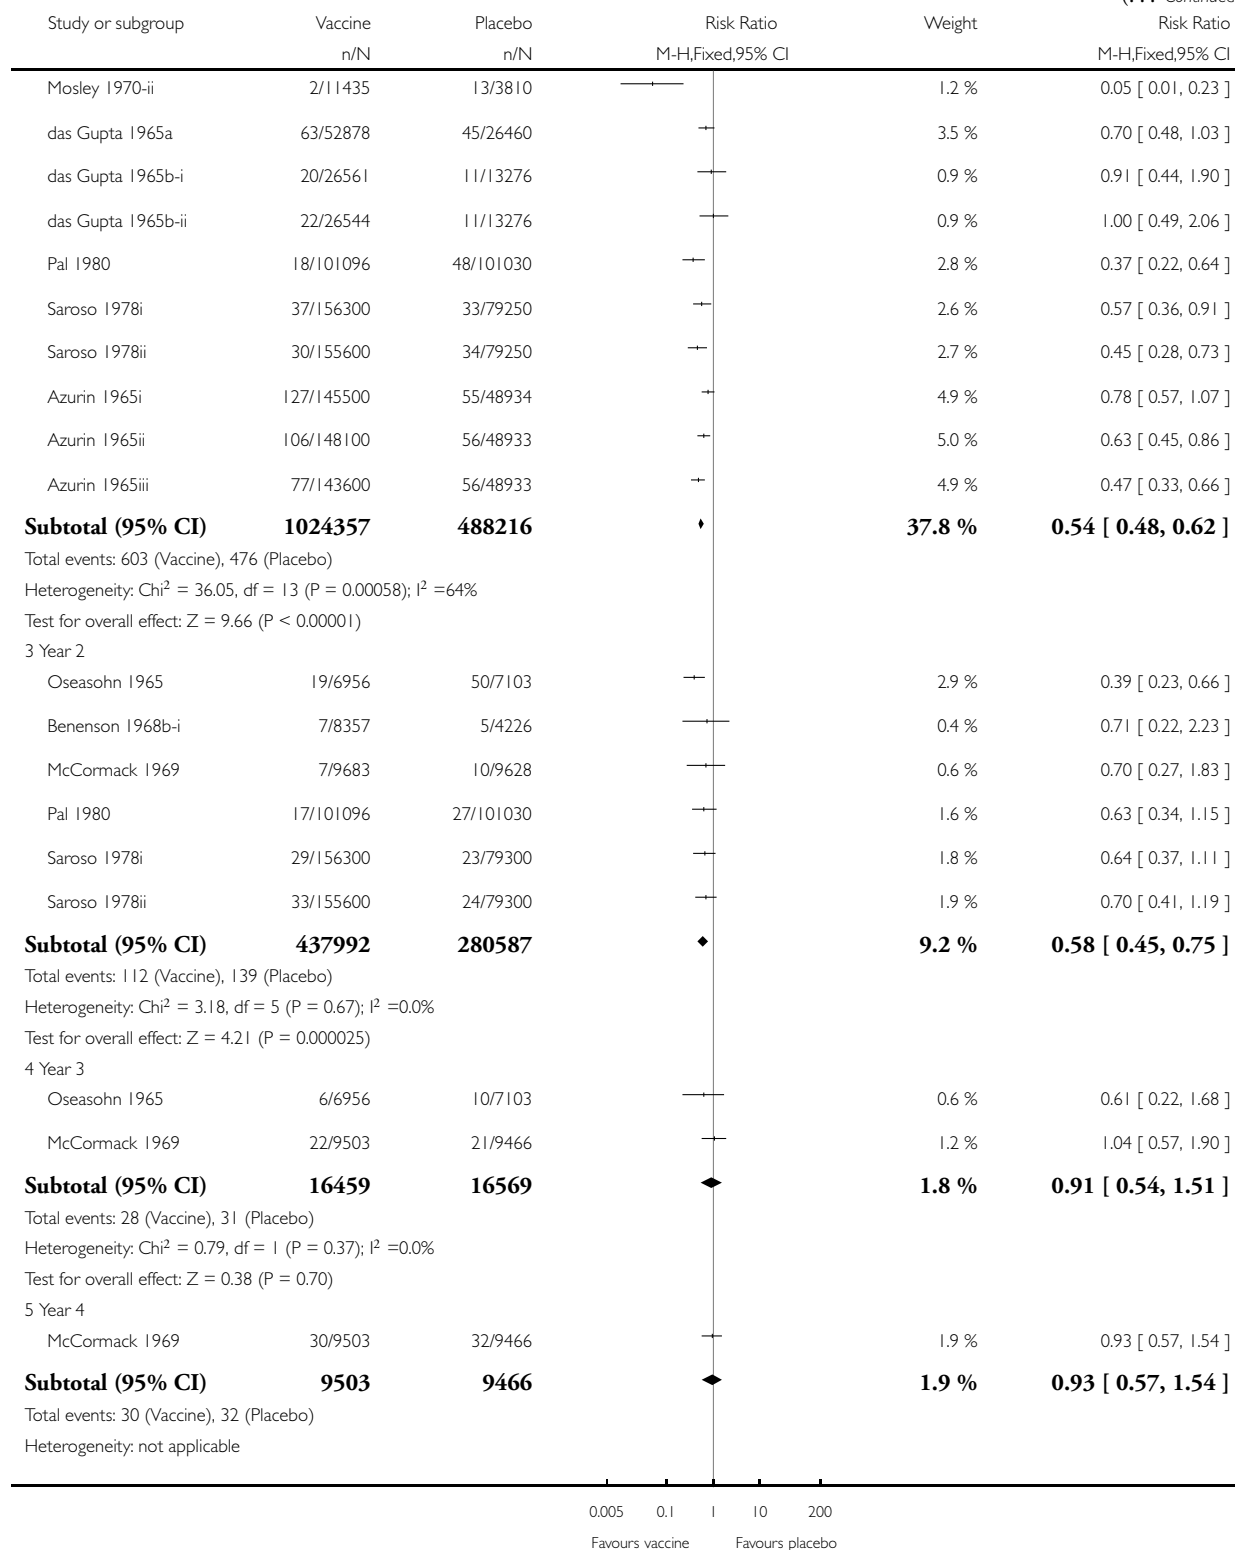 Study or subgroup Vaccine Placebo Risk Ratio Weight Risk Ratio
n/N n/N M-H,Fixed,95% CI M-H,Fixed,95% CI
Mosley 1970-ii 2/11435 13/3810 1.2 % 0.05 [ 0.01, 0.23 ]
das Gupta 1965a 63/52878 45/26460 3.5 % 0.70 [ 0.48, 1.03 ]
das Gupta 1965b-i 20/26561 11/13276 0.9 % 0.91 [ 0.44, 1.90 ]
das Gupta 1965b-ii 22/26544 11/13276 0.9 % 1.00 [ 0.49, 2.06 ]
Pal 1980 18/101096 48/101030 2.8 % 0.37 [ 0.22, 0.64 ]
Saroso 1978i 37/156300 33/79250 2.6 % 0.57 [ 0.36, 0.91 ]
Saroso 1978ii 30/155600 34/79250 2.7 % 0.45 [ 0.28, 0.73 ]
Azurin 1965i 127/145500 55/48934 4.9 % 0.78 [ 0.57, 1.07 ]
Azurin 1965ii 106/148100 56/48933 5.0 % 0.63 [ 0.45, 0.86 ]
Azurin 1965iii 77/143600 56/48933 4.9 % 0.47 [ 0.33, 0.66 ]
Subtotal (95% CI) 1024357 488216 37.8 % 0.54 [ 0.48, 0.62 ]
Total events: 603 (Vaccine), 476 (Placebo)
Heterogeneity: Chi² = 36.05, df = 13 (P = 0.00058); I² =64%
Test for overall effect: Z = 9.66 (P < 0.00001)
3 Year 2
Oseasohn 1965 19/6956 50/7103 2.9 % 0.39 [ 0.23, 0.66 ]
Benenson 1968b-i 7/8357 5/4226 0.4 % 0.71 [ 0.22, 2.23 ]
McCormack 1969 7/9683 10/9628 0.6 % 0.70 [ 0.27, 1.83 ]
Pal 1980 17/101096 27/101030 1.6 % 0.63 [ 0.34, 1.15 ]
Saroso 1978i 29/156300 23/79300 1.8 % 0.64 [ 0.37, 1.11 ]
Saroso 1978ii 33/155600 24/79300 1.9 % 0.70 [ 0.41, 1.19 ]
Subtotal (95% CI) 437992 280587 9.2 % 0.58 [ 0.45, 0.75 ]
Total events: 112 (Vaccine), 139 (Placebo)
Heterogeneity: Chi² = 3.18, df = 5 (P = 0.67); I² =0.0%
Test for overall effect: Z = 4.21 (P = 0.000025)
4 Year 3
Oseasohn 1965 6/6956 10/7103 0.6 % 0.61 [ 0.22, 1.68 ]
McCormack 1969 22/9503 21/9466 1.2 % 1.04 [ 0.57, 1.90 ]
Subtotal (95% CI) 16459 16569 1.8 % 0.91 [ 0.54, 1.51 ]
Total events: 28 (Vaccine), 31 (Placebo)
Heterogeneity: Chi² = 0.79, df = 1 (P = 0.37); I² =0.0%
Test for overall effect: Z = 0.38 (P = 0.70)
5 Year 4
McCormack 1969 30/9503 32/9466 1.9 % 0.93 [ 0.57, 1.54 ]
Subtotal (95% CI) 9503 9466 1.9 % 0.93 [ 0.57, 1.54 ]
Total events: 30 (Vaccine), 32 (Placebo)
Heterogeneity: not applicable
0.005 0.1 1 10 200
Favours vaccine Favours placebo